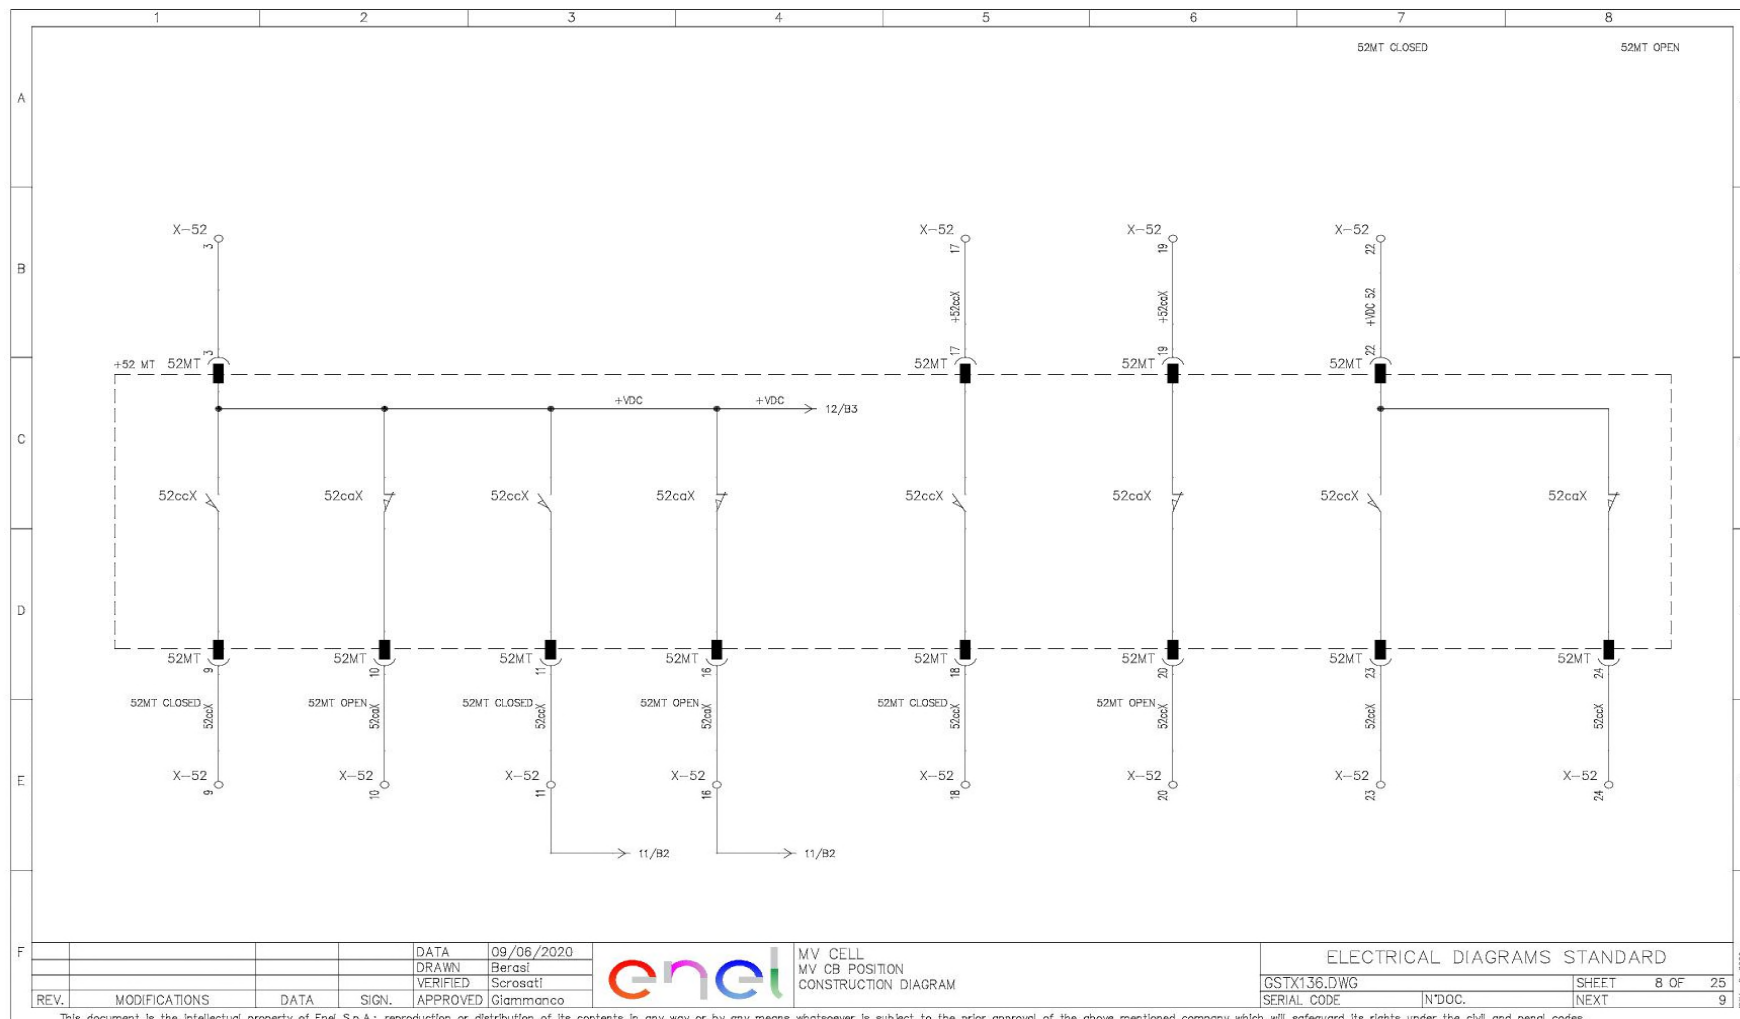 1 2 3 4 5 6 7 8
52MT CLOSED 52MT OPEN
A
X-52 X-52 X-52 X-52
3 17 19 22
B
+52ccX +52caX +VDC 52
3 17 19 22
+52 MT 52MT 52MT 52MT 52MT
+VDC +VDC 12/B3
C
52ccX 52caX 52ccX 52caX 52ccX 52caX 52ccX 52caX
D
52MT 52MT 52MT 52MT 52MT 52MT 52MT 52MT
9 10 11 16 18 20 23 24
52MT CLOSED 52MT OPEN 52MT CLOSED 52MT OPEN 52MT CLOSED 52MT OPEN
52ccX 52caX 52ccX 52caX 52ccX 52ccX 52ccX 52ccX
E
X-52 X-52 X-52 X-52 X-52 X-52 X-52 X-52
9 10 11 16 18 20 23 24
11/B2 11/B2
F
DATA 09/06/2020
DRAWN Berasi
VERIFIED Scrosati
REV. MODIFICATIONS DATA SIGN. APPROVED Giammanco
enel
MV CELL
MV CB POSITION
CONSTRUCTION DIAGRAM
ELECTRICAL DIAGRAMS STANDARD
GSTX136.DWG SHEET 8 OF 25
SERIAL CODE N°DOC. NEXT 9
This document is the intellectual property of Enel S.p.A.; reproduction or distribution of its contents in any way or by any means whatsoever is subject to the prior approval of the above mentioned company which will safeguard its rights under the civil and penal codes.